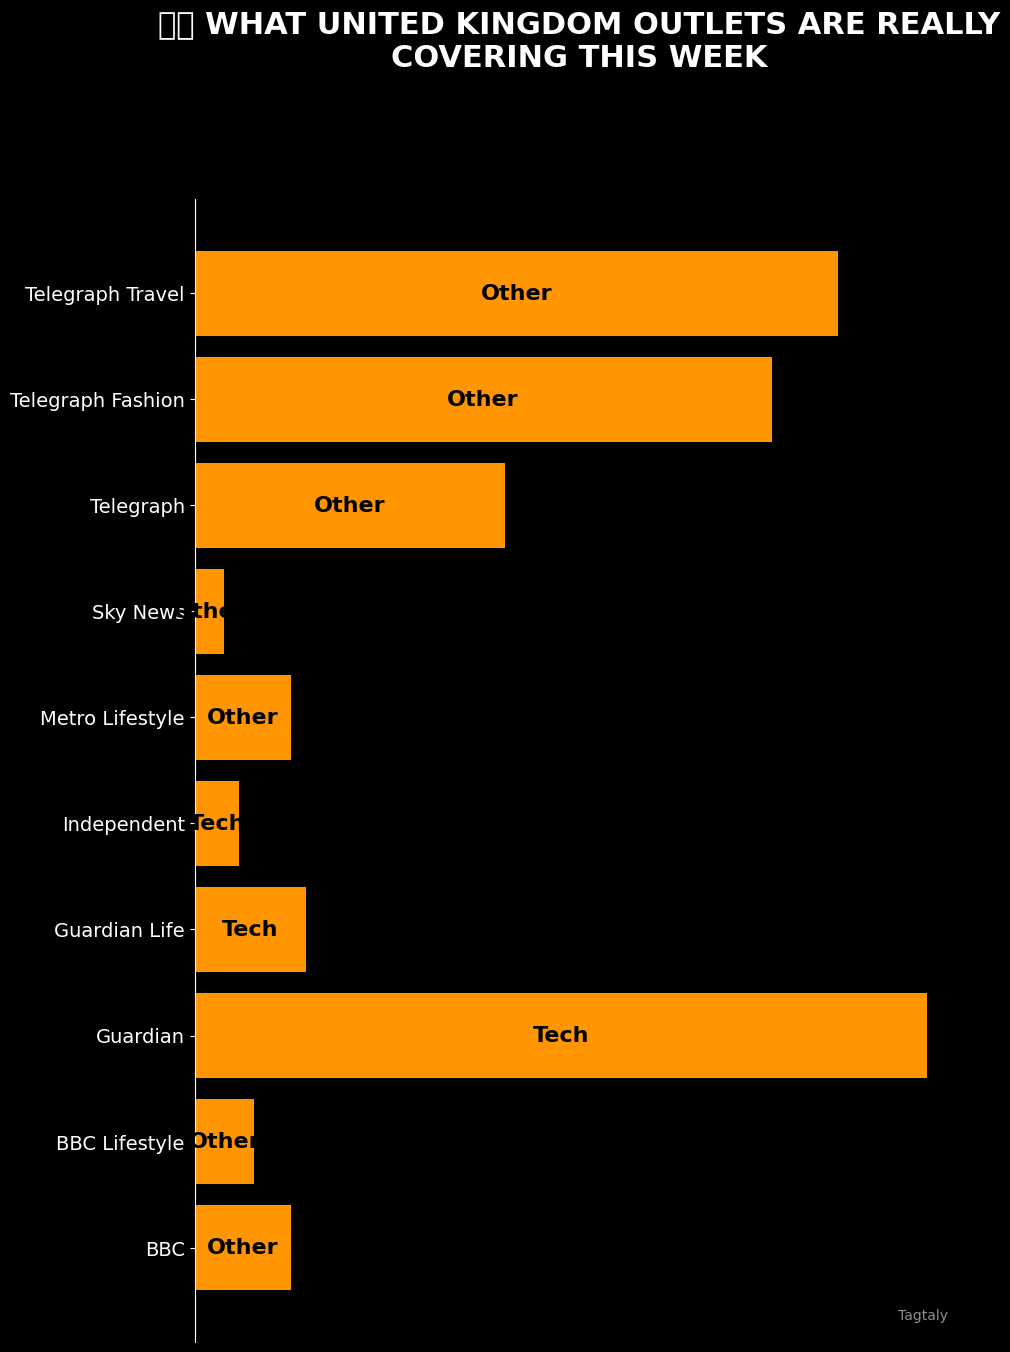 WHAT UNITED KINGDOM OUTLETS ARE REALLY
COVERING THIS WEEK
Telegraph Travel
Other
Telegraph Fashion
Other
Telegraph
Other
Sky News
Other
Metro Lifestyle
Other
Independent
Tech
Guardian Life
Tech
Guardian
Tech
BBC Lifestyle
Other
BBC
Other
Tagtaly